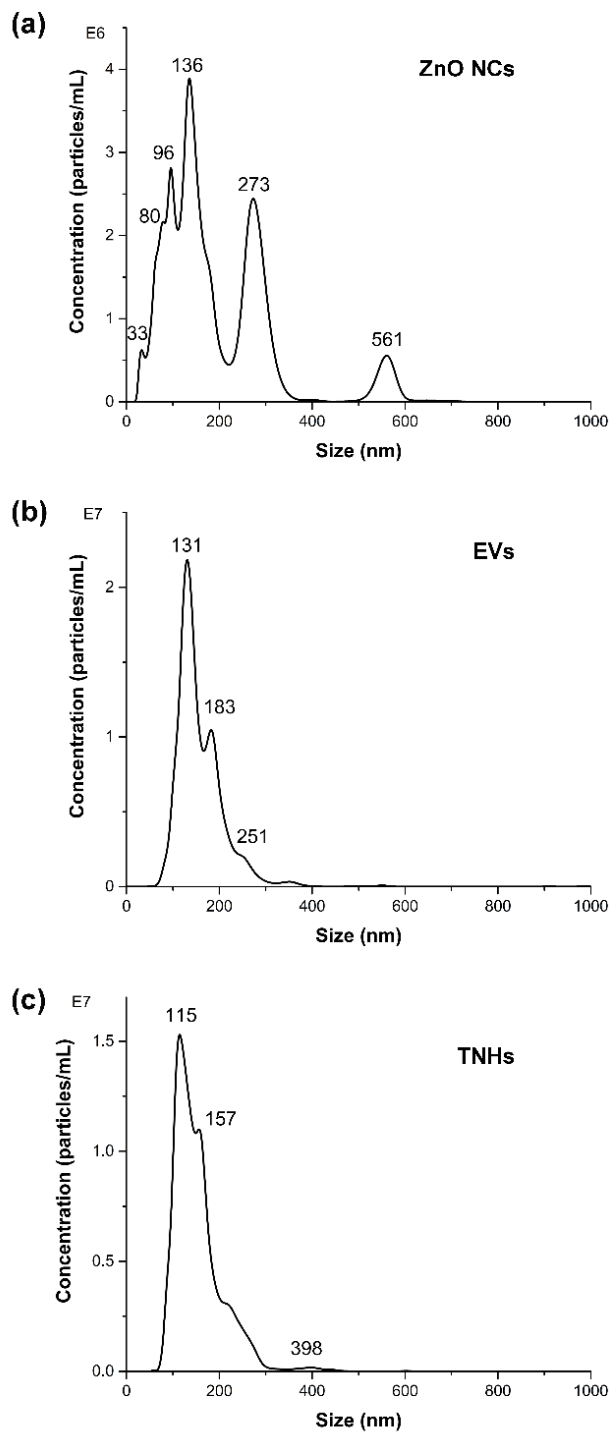 (a)
E6
ZnO NCs
Concentration (particles/mL)
4
3
2
1
0
33
80
96
136
273
561
0 200 400 600 800 1000
Size (nm)
(b)
E7
EVs
Concentration (particles/mL)
2
1
0
131
183
251
0 200 400 600 800 1000
Size (nm)
(c)
E7
TNHs
Concentration (particles/mL)
1.5
1.0
0.5
0.0
115
157
398
0 200 400 600 800 1000
Size (nm)